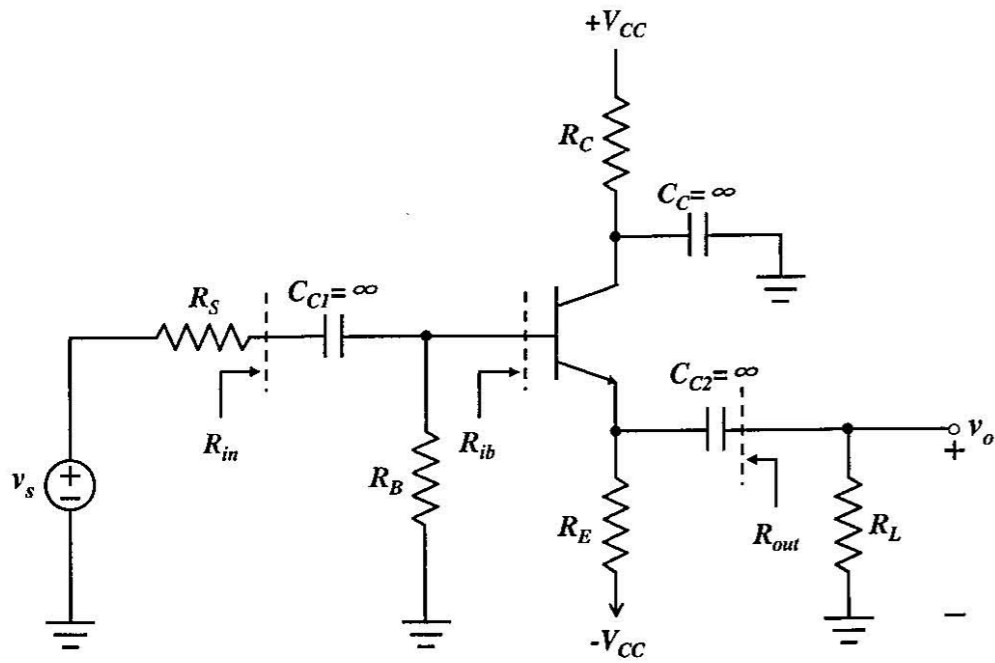 +V_CC
R_C
C_C = ∞
R_S
C_C1 = ∞
R_in
R_ib
C_C2 = ∞
v_o
+
v_s
+
−
R_B
R_E
R_out
R_L
−
-V_CC